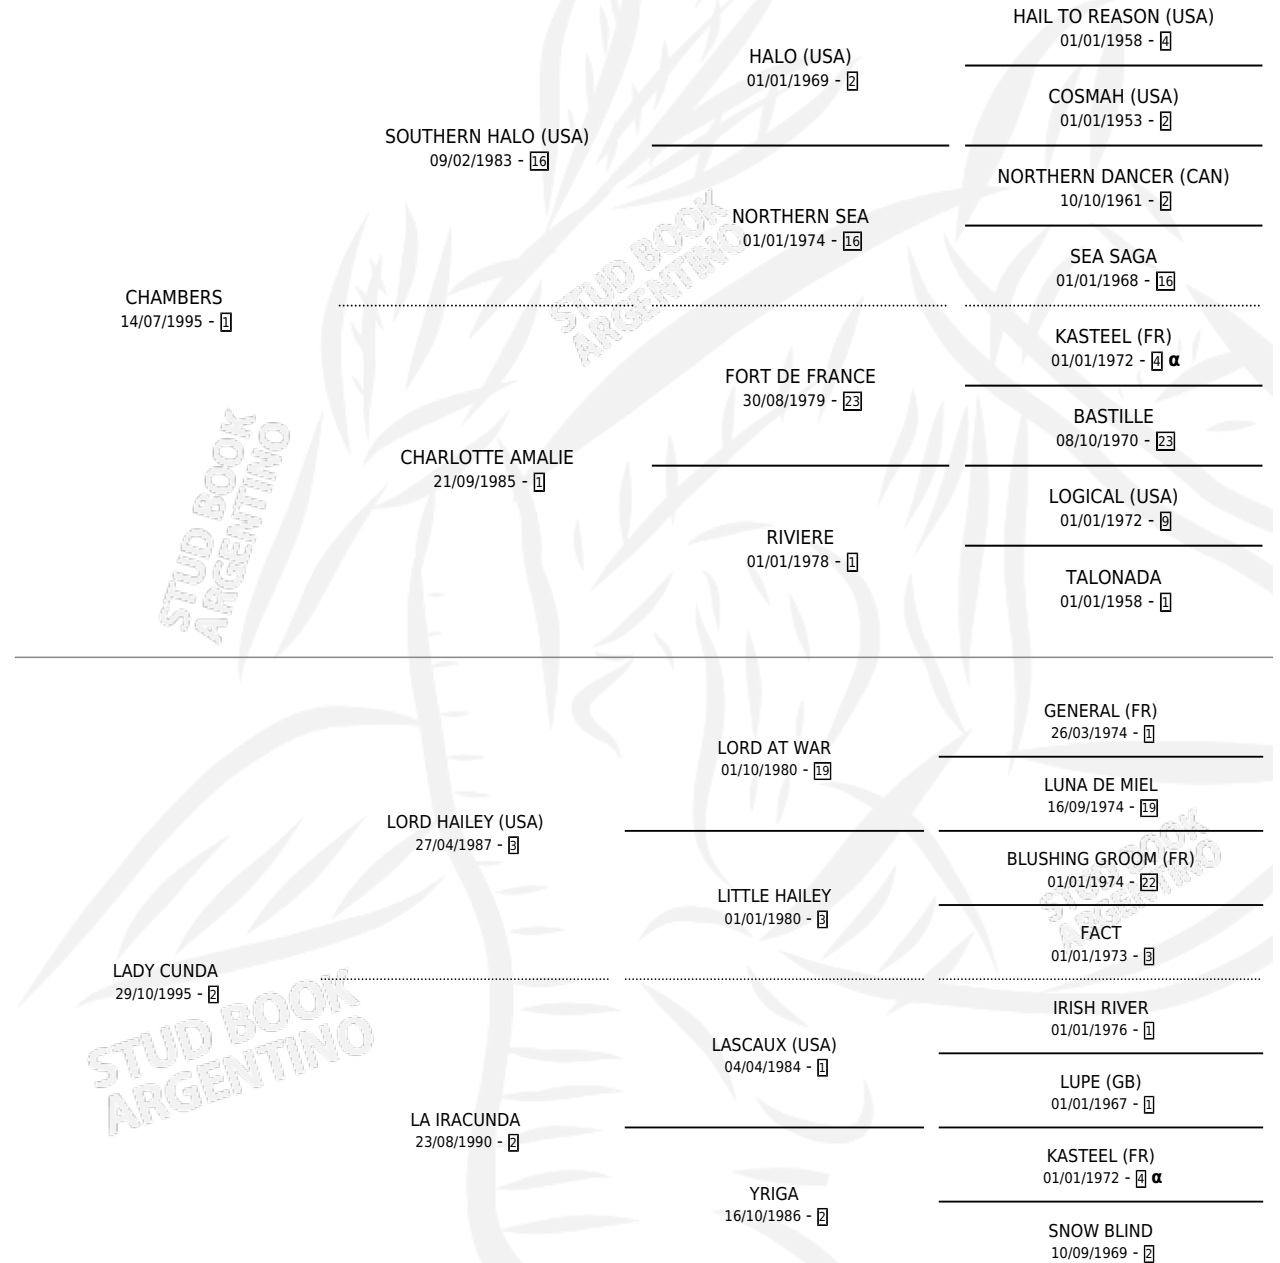 HAIL TO REASON (USA)
01/01/1958 - 4
HALO (USA)
01/01/1969 - 2
COSMAH (USA)
01/01/1953 - 2
SOUTHERN HALO (USA)
09/02/1983 - 16
NORTHERN DANCER (CAN)
10/10/1961 - 2
NORTHERN SEA
01/01/1974 - 16
SEA SAGA
01/01/1968 - 16
STUD BOOK
ARGENTINO
CHAMBERS
14/07/1995 - 1
KASTEEL (FR)
01/01/1972 - 4 α
FORT DE FRANCE
30/08/1979 - 23
BASTILLE
08/10/1970 - 23
CHARLOTTE AMALIE
21/09/1985 - 1
LOGICAL (USA)
01/01/1972 - 9
RIVIERE
01/01/1978 - 1
TALONADA
01/01/1958 - 1
STUD BOOK
ARGENTINO
GENERAL (FR)
26/03/1974 - 1
LORD AT WAR
01/10/1980 - 19
LUNA DE MIEL
16/09/1974 - 19
LORD HAILEY (USA)
27/04/1987 - 3
BLUSHING GROOM (FR)
01/01/1974 - 22
LITTLE HAILEY
01/01/1980 - 3
FACT
01/01/1973 - 3
STUD BOOK
ARGENTINO
LADY CUNDA
29/10/1995 - 2
IRISH RIVER
01/01/1976 - 1
LASCAUX (USA)
04/04/1984 - 1
LUPE (GB)
01/01/1967 - 1
STUD BOOK
ARGENTINO
LA IRACUNDA
23/08/1990 - 2
KASTEEL (FR)
01/01/1972 - 4 α
YRIGA
16/10/1986 - 2
SNOW BLIND
10/09/1969 - 2